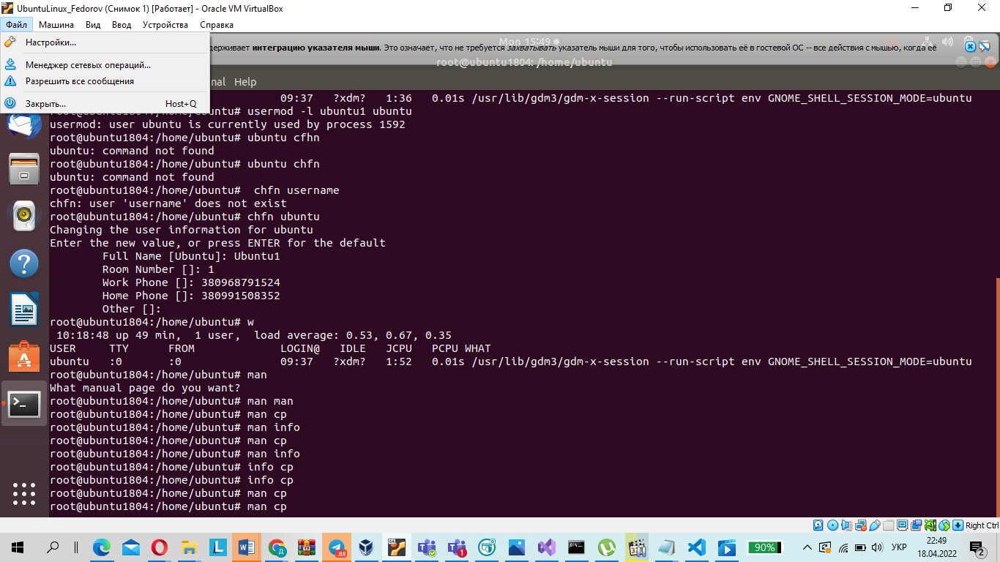 UbuntuLinux_Fedorov (Снимок 1) [Работает] - Oracle VM VirtualBox
Файл Машина Вид Ввод Устройства Справка
Настройки...
Менеджер сетевых операций...
Разрешить все сообщения
Закрыть... Host+Q
Mon 15:49
держивает интеграцию указателя мыши. Это означает, что не требуется захватывать указатель мыши для того, чтобы использовать её в гостевой ОС -- все действия с мышью, когда её
root@ubuntu1804: /home/ubuntu
nal Help
09:37 ?xdm? 1:36 0.01s /usr/lib/gdm3/gdm-x-session --run-script env GNOME_SHELL_SESSION_MODE=ubuntu
root@ubuntu1804:/home/ubuntu# usermod -l ubuntu1 ubuntu
usermod: user ubuntu is currently used by process 1592
root@ubuntu1804:/home/ubuntu# ubuntu cfhn
ubuntu: command not found
root@ubuntu1804:/home/ubuntu# ubuntu chfn
ubuntu: command not found
root@ubuntu1804:/home/ubuntu#  chfn username
chfn: user 'username' does not exist
root@ubuntu1804:/home/ubuntu# chfn ubuntu
Changing the user information for ubuntu
Enter the new value, or press ENTER for the default
Full Name [Ubuntu]: Ubuntu1
Room Number []: 1
Work Phone []: 380968791524
Home Phone []: 380991508352
Other []:
root@ubuntu1804:/home/ubuntu# w
10:18:48 up 49 min,  1 user,  load average: 0.53, 0.67, 0.35
USER TTY FROM LOGIN@ IDLE JCPU PCPU WHAT
ubuntu :0 :0 09:37 ?xdm? 1:52 0.01s /usr/lib/gdm3/gdm-x-session --run-script env GNOME_SHELL_SESSION_MODE=ubuntu
root@ubuntu1804:/home/ubuntu# man
What manual page do you want?
root@ubuntu1804:/home/ubuntu# man man
root@ubuntu1804:/home/ubuntu# man cp
root@ubuntu1804:/home/ubuntu# man info
root@ubuntu1804:/home/ubuntu# man cp
root@ubuntu1804:/home/ubuntu# man info
root@ubuntu1804:/home/ubuntu# info cp
root@ubuntu1804:/home/ubuntu# info cp
root@ubuntu1804:/home/ubuntu# man cp
root@ubuntu1804:/home/ubuntu# man cp
Right Ctrl
90% УКР 22:49
18.04.2022